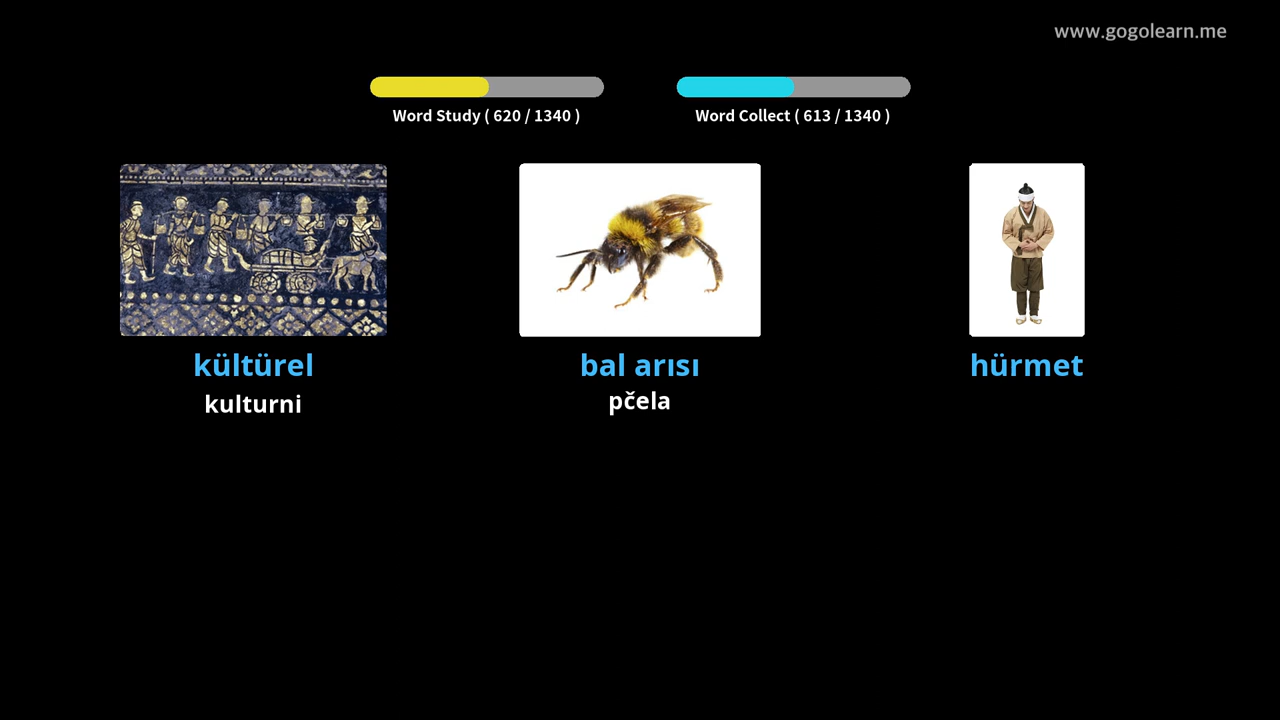 www.gogolearn.me
Word Study ( 620 / 1340 )
Word Collect ( 613 / 1340 )
kültürel
kulturni
bal arısı
pčela
hürmet